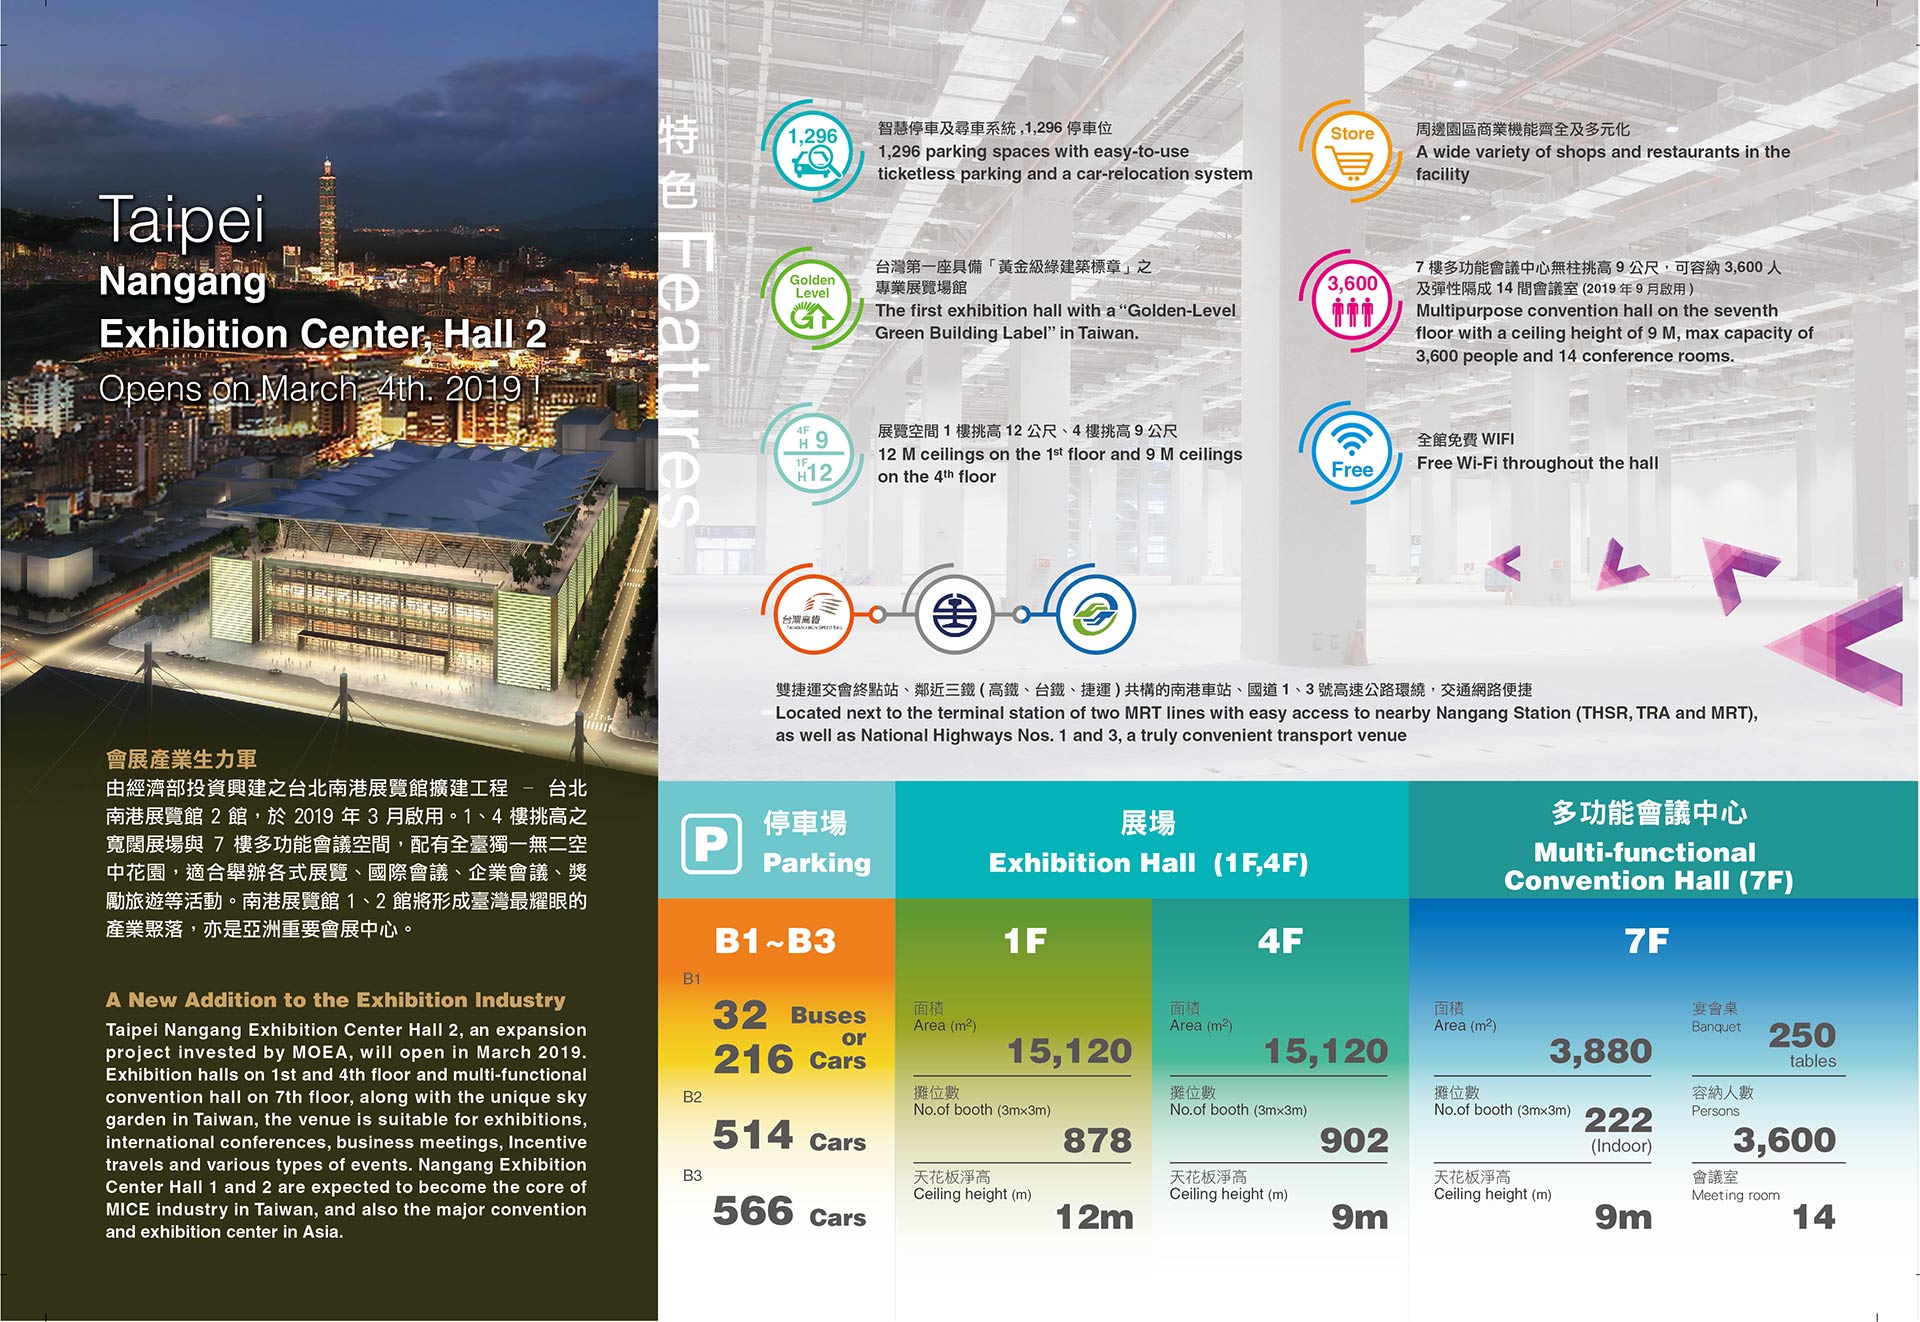 Taipei
Nangang
Exhibition Center, Hall 2
Opens on March. 4th. 2019 !
會展產業生力軍
由經濟部投資興建之台北南港展覽館擴建工程 － 台北
南港展覽館 2 館，於 2019 年 3 月啟用。1、4 樓挑高之
寬闊展場與 7 樓多功能會議空間，配有全臺獨一無二空
中花園，適合舉辦各式展覽、國際會議、企業會議、獎
勵旅遊等活動。南港展覽館 1、2 館將形成臺灣最耀眼的
產業聚落，亦是亞洲重要會展中心。
A New Addition to the Exhibition Industry
Taipei Nangang Exhibition Center Hall 2, an expansion
project invested by MOEA, will open in March 2019.
Exhibition halls on 1st and 4th floor and multi-functional
convention hall on 7th floor, along with the unique sky
garden in Taiwan, the venue is suitable for exhibitions,
international conferences, business meetings, Incentive
travels and various types of events. Nangang Exhibition
Center Hall 1 and 2 are expected to become the core of
MICE industry in Taiwan, and also the major convention
and exhibition center in Asia.
特色 Features
1,296
智慧停車及尋車系統 ,1,296 停車位
1,296 parking spaces with easy-to-use
ticketless parking and a car-relocation system
Golden
Level
台灣第一座具備「黃金級綠建築標章」之
專業展覽場館
The first exhibition hall with a “Golden-Level
Green Building Label” in Taiwan.
4F
H 9
1F
H12
展覽空間 1 樓挑高 12 公尺、4 樓挑高 9 公尺
12 M ceilings on the 1st floor and 9 M ceilings
on the 4th floor
Store
周邊園區商業機能齊全及多元化
A wide variety of shops and restaurants in the
facility
3,600
7 樓多功能會議中心無柱挑高 9 公尺，可容納 3,600 人
及彈性隔成 14 間會議室 (2019 年 9 月啟用 )
Multipurpose convention hall on the seventh
floor with a ceiling height of 9 M, max capacity of
3,600 people and 14 conference rooms.
Free
全館免費 WIFI
Free Wi-Fi throughout the hall
台灣高鐵
TAIWAN HIGH SPEED RAIL
雙捷運交會終點站、鄰近三鐵 ( 高鐵、台鐵、捷運 ) 共構的南港車站、國道 1、3 號高速公路環繞，交通網路便捷
Located next to the terminal station of two MRT lines with easy access to nearby Nangang Station (THSR, TRA and MRT),
as well as National Highways Nos. 1 and 3, a truly convenient transport venue
P
停車場
Parking
B1~B3
B1
32 Buses
or
216 Cars
B2
514 Cars
B3
566 Cars
展場
Exhibition Hall (1F,4F)
1F
面積
Area (m²)
15,120
攤位數
No.of booth (3m×3m)
878
天花板淨高
Ceiling height (m)
12m
4F
面積
Area (m²)
15,120
攤位數
No.of booth (3m×3m)
902
天花板淨高
Ceiling height (m)
9m
多功能會議中心
Multi-functional
Convention Hall (7F)
7F
面積
Area (m²)
3,880
攤位數
No.of booth (3m×3m)
222
(Indoor)
天花板淨高
Ceiling height (m)
9m
宴會桌
Banquet
250
tables
容納人數
Persons
3,600
會議室
Meeting room
14